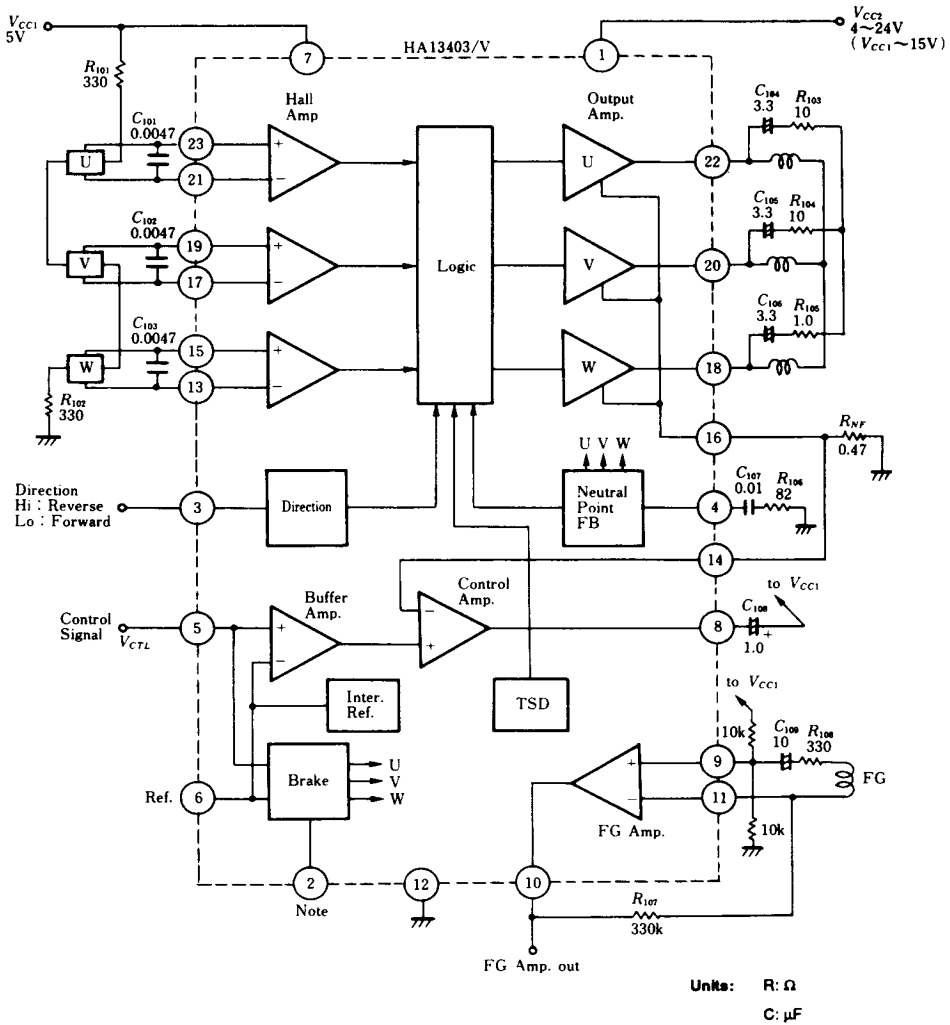 VCC1
5V
VCC2
4~24V
(VCC1~15V)
HA13403/V
7
1
R101
330
Hall
Amp
Output
Amp.
C104
3.3
R103
10
C101
0.0047
23
+
U
U
22
21
−
C105
3.3
R104
10
C102
0.0047
19
+
V
Logic
V
20
17
−
C106
3.3
R105
1.0
C103
0.0047
15
+
W
W
18
13
−
R102
330
16
RNF
0.47
U V W
Direction
Hi : Reverse
Lo : Forward
3
Direction
Neutral
Point
FB
4
C107
0.01
R106
82
14
to VCC1
Control
Signal
VCTL
5
Buffer
Amp.
+
−
Control
Amp.
−
+
8
C108
1.0
+
to VCC1
Inter.
Ref.
TSD
10k
C109
10
R108
330
9
+
Ref.
6
Brake
U
V
W
11
−
FG
FG Amp.
10k
2
Note
12
10
R107
330k
FG Amp. out
Units: R: Ω
C: μF